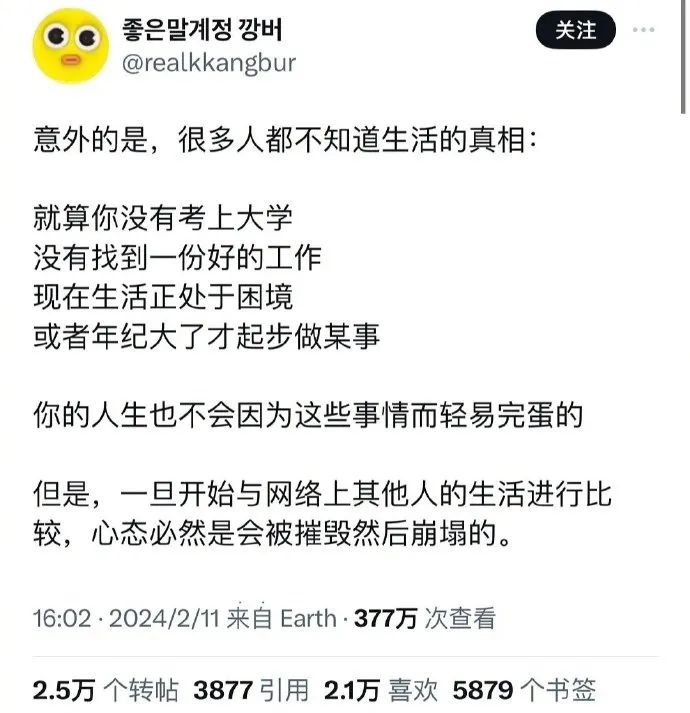 좋은말계정 깡버
关注
@realkkangbur
意外的是，很多人都不知道生活的真相：
就算你没有考上大学
没有找到一份好的工作
现在生活正处于困境
或者年纪大了才起步做某事
你的人生也不会因为这些事情而轻易完蛋的
但是，一旦开始与网络上其他人的生活进行比
较，心态必然是会被摧毁然后崩塌的。
16:02 · 2024/2/11 来自 Earth · 377万 次查看
2.5万 个转帖 3877 引用 2.1万 喜欢 5879 个书签